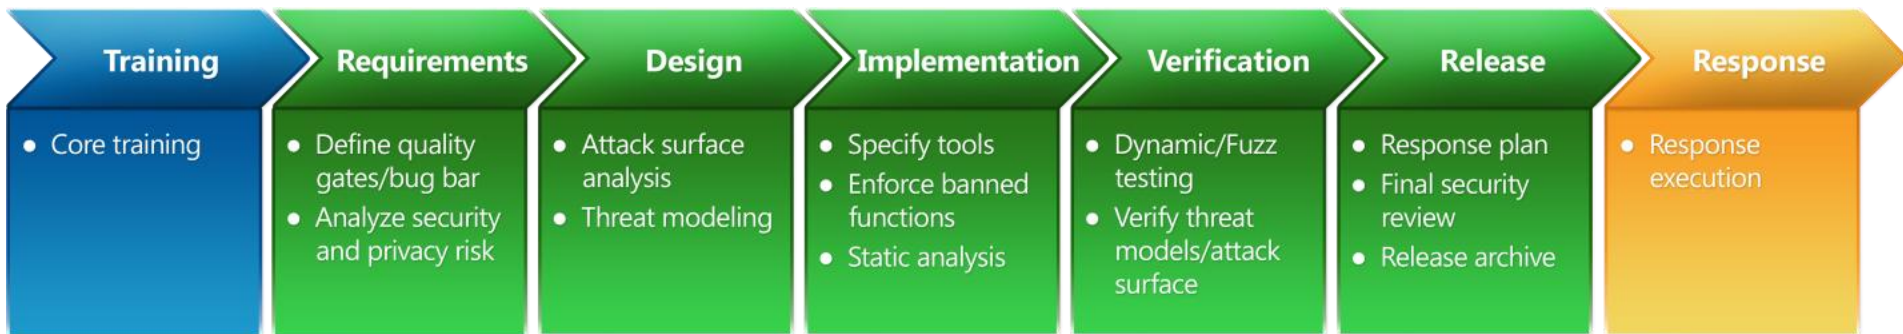 Training
• Core training
Requirements
• Define quality
gates/bug bar
• Analyze security
and privacy risk
Design
• Attack surface
analysis
• Threat modeling
Implementation
• Specify tools
• Enforce banned
functions
• Static analysis
Verification
• Dynamic/Fuzz
testing
• Verify threat
models/attack
surface
Release
• Response plan
• Final security
review
• Release archive
Response
• Response
execution